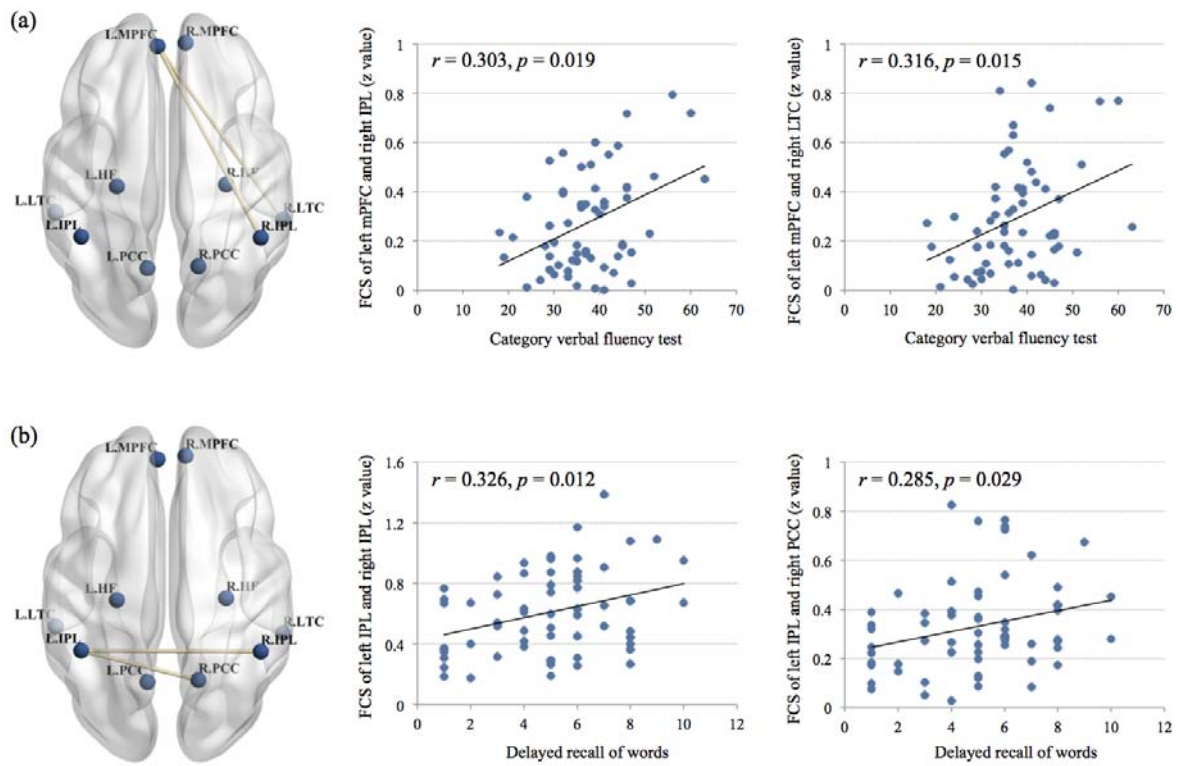 (a)
L.MPFC
R.MPFC
L.HF
R.HF
L.LTC
R.LTC
L.IPL
R.IPL
L.PCC
R.PCC
FCS of left mPFC and right IPL (z value)
r = 0.303, p = 0.019
1
0.8
0.6
0.4
0.2
0
0 10 20 30 40 50 60 70
Category verbal fluency test
FCS of left mPFC and right LTC (z value)
r = 0.316, p = 0.015
1
0.8
0.6
0.4
0.2
0
0 10 20 30 40 50 60 70
Category verbal fluency test
(b)
L.MPFC
R.MPFC
L.HF
R.HF
L.LTC
R.LTC
L.IPL
R.IPL
L.PCC
R.PCC
FCS of left IPL and right IPL (z value)
r = 0.326, p = 0.012
1.6
1.2
0.8
0.4
0
0 2 4 6 8 10 12
Delayed recall of words
FCS of left IPL and right PCC (z value)
r = 0.285, p = 0.029
1
0.8
0.6
0.4
0.2
0
0 2 4 6 8 10 12
Delayed recall of words